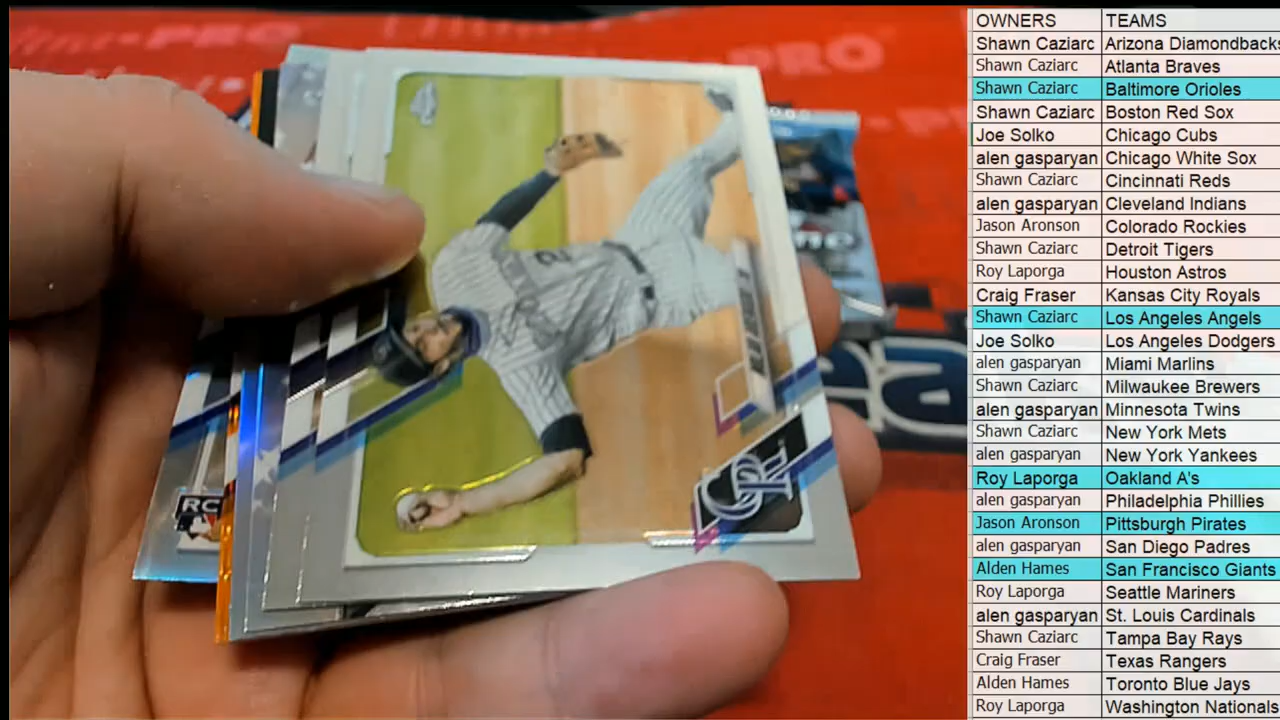 OWNERS TEAMS
Shawn Caziarc Arizona Diamondbacks
Shawn Caziarc Atlanta Braves
Shawn Caziarc Baltimore Orioles
Shawn Caziarc Boston Red Sox
Joe Solko Chicago Cubs
alen gasparyan Chicago White Sox
Shawn Caziarc Cincinnati Reds
alen gasparyan Cleveland Indians
Jason Aronson Colorado Rockies
Shawn Caziarc Detroit Tigers
Roy Laporga Houston Astros
Craig Fraser Kansas City Royals
Shawn Caziarc Los Angeles Angels
Joe Solko Los Angeles Dodgers
alen gasparyan Miami Marlins
Shawn Caziarc Milwaukee Brewers
alen gasparyan Minnesota Twins
Shawn Caziarc New York Mets
alen gasparyan New York Yankees
Roy Laporga Oakland A's
alen gasparyan Philadelphia Phillies
Jason Aronson Pittsburgh Pirates
alen gasparyan San Diego Padres
Alden Hames San Francisco Giants
Roy Laporga Seattle Mariners
alen gasparyan St. Louis Cardinals
Shawn Caziarc Tampa Bay Rays
Craig Fraser Texas Rangers
Alden Hames Toronto Blue Jays
Roy Laporga Washington Nationals
PRO
RC
CR